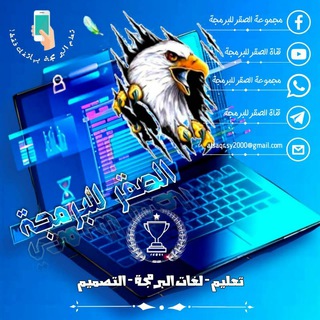 مجموعة الصقر للبرمجة
قناة الصقر للبرمجة
مجموعة الصقر للبرمجة
قناة الصقر للبرمجة
alsaqesy2000@gmail.com
الصقر للبرمجة
تعليم - لغات البرمجة - التصميم